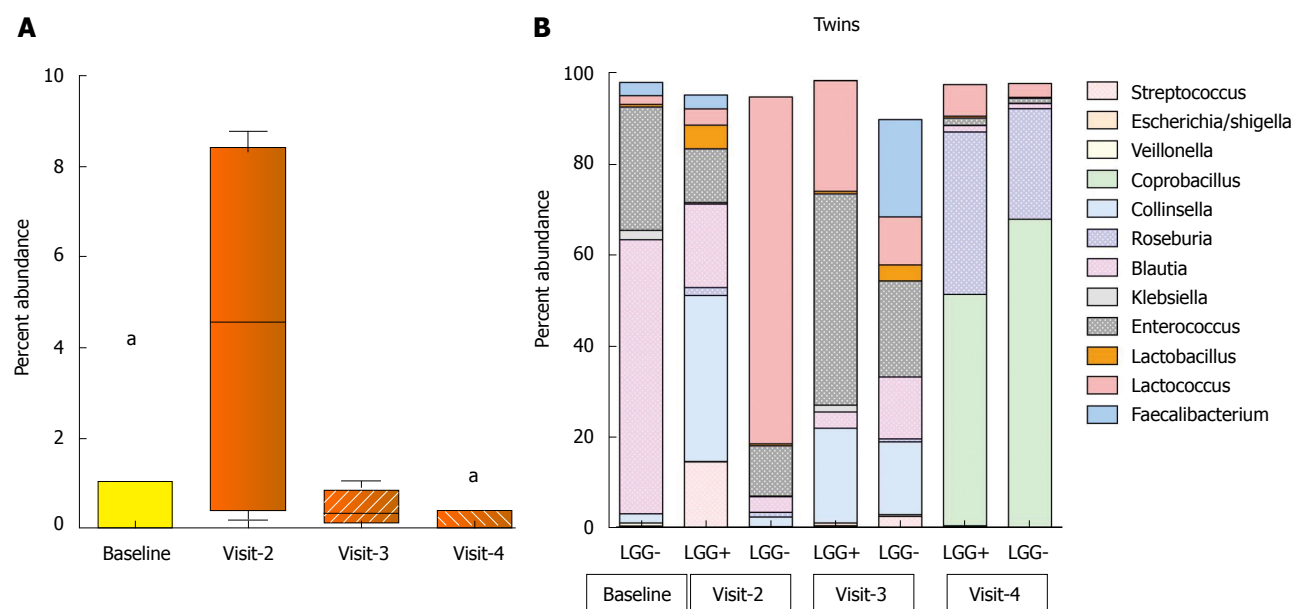 A
Percent abundance
10
8
6
4
2
0
a
a
Baseline
Visit-2
Visit-3
Visit-4
B
Twins
Percent abundance
100
80
60
40
20
0
LGG-
LGG+
LGG-
LGG+
LGG-
LGG+
LGG-
Baseline
Visit-2
Visit-3
Visit-4
Streptococcus
Escherichia/shigella
Veillonella
Coprobacillus
Collinsella
Roseburia
Blautia
Klebsiella
Enterococcus
Lactobacillus
Lactococcus
Faecalibacterium